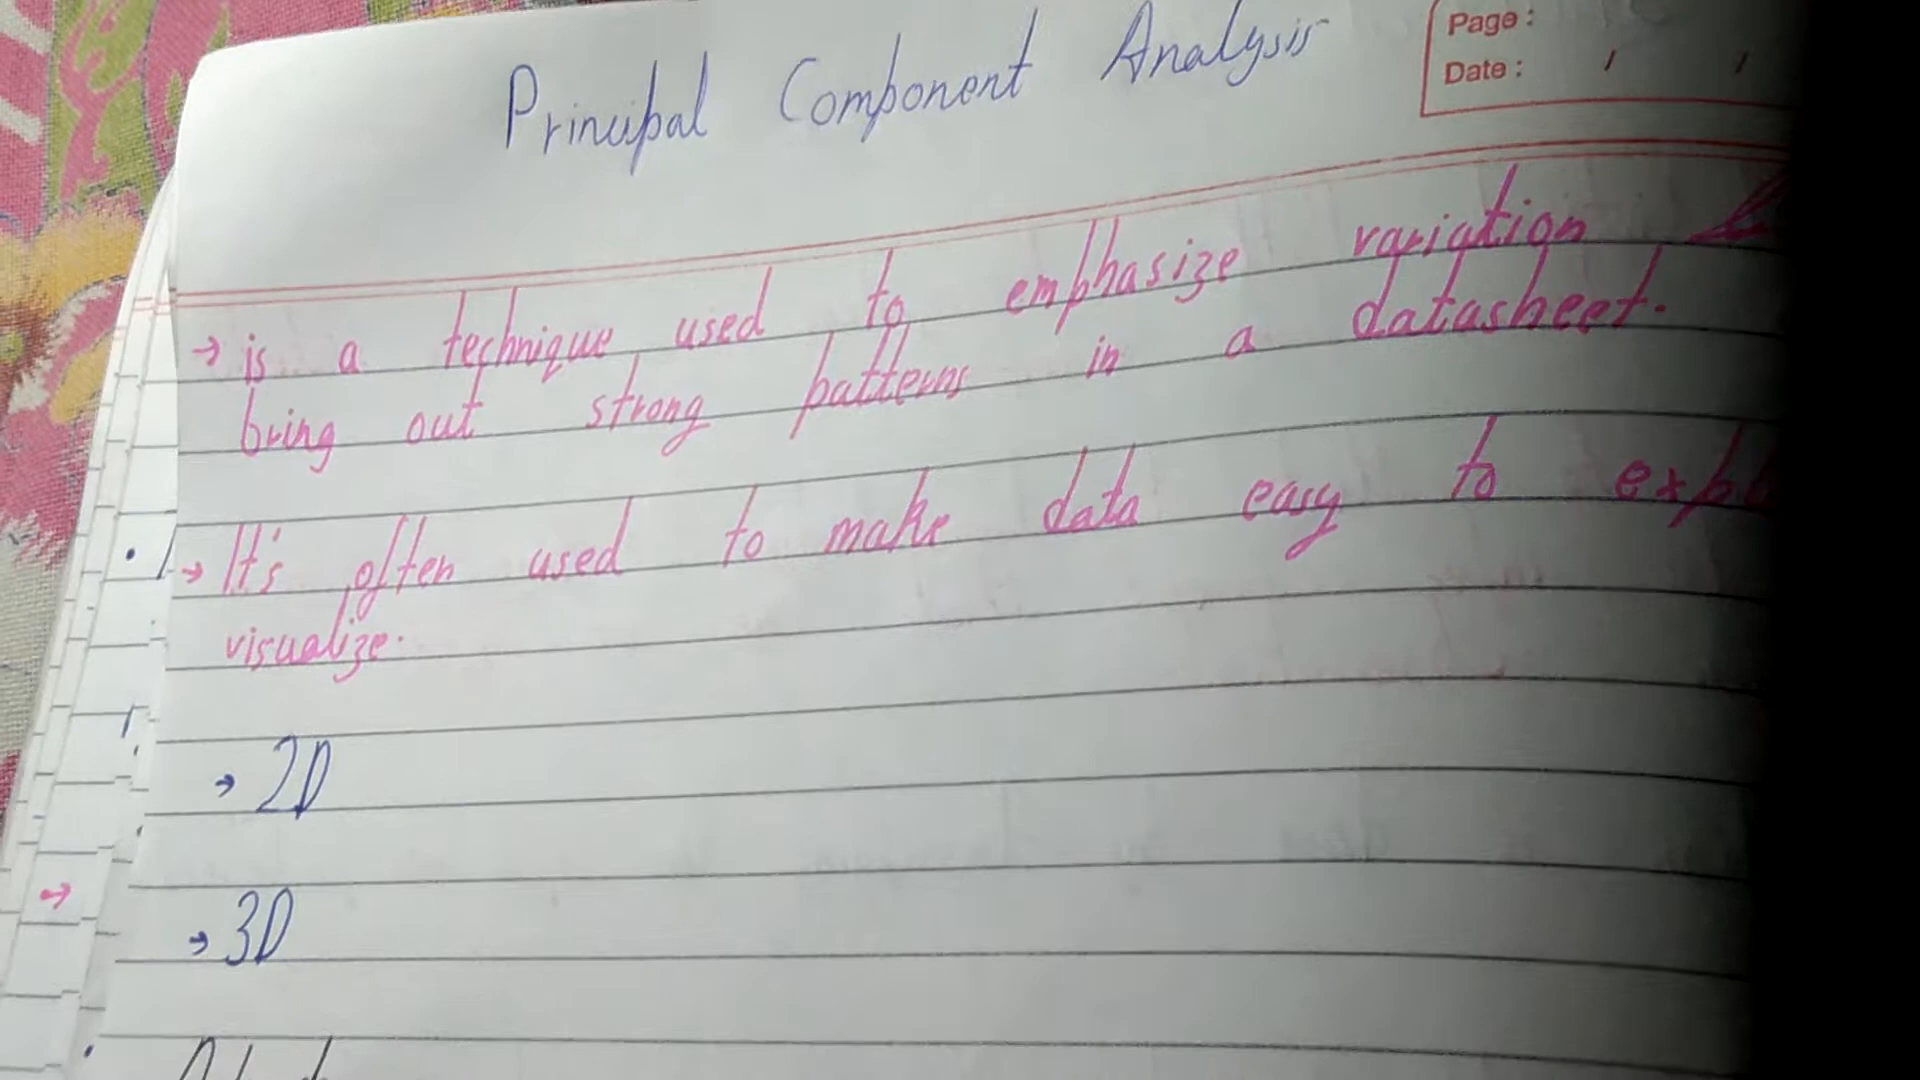 Principal Component Analysis
Page :
Date : / /
→ is a technique used to emphasize variation &
bring out strong patterns in a datasheet.
→ It's often used to make data easy to
visualize.
→ 2D
→ 3D